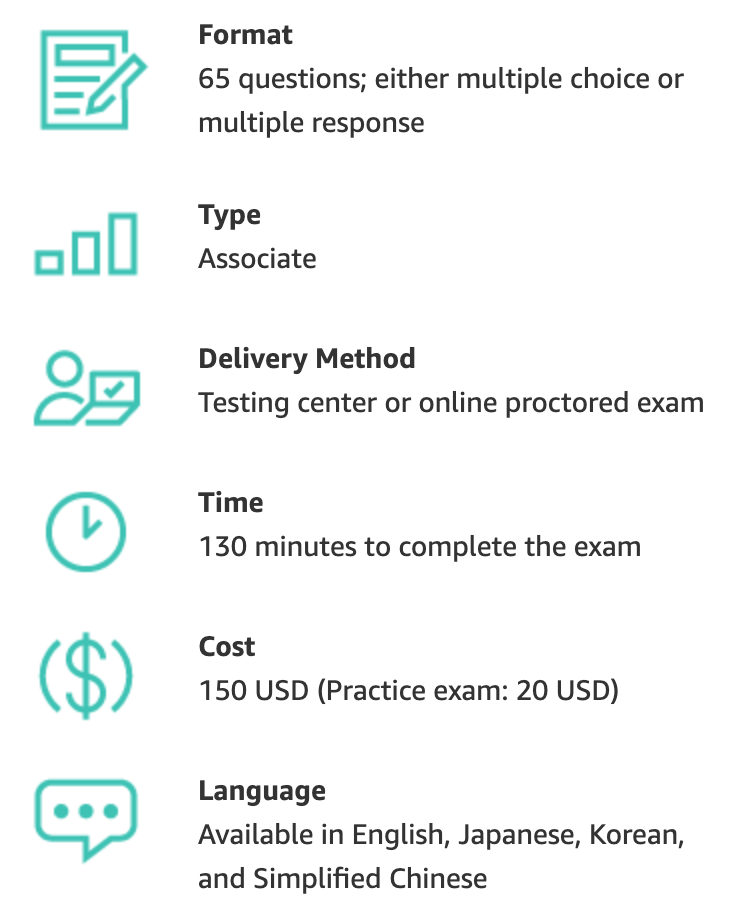 Format
65 questions; either multiple choice or
multiple response
Type
Associate
Delivery Method
Testing center or online proctored exam
Time
130 minutes to complete the exam
Cost
150 USD (Practice exam: 20 USD)
Language
Available in English, Japanese, Korean,
and Simplified Chinese